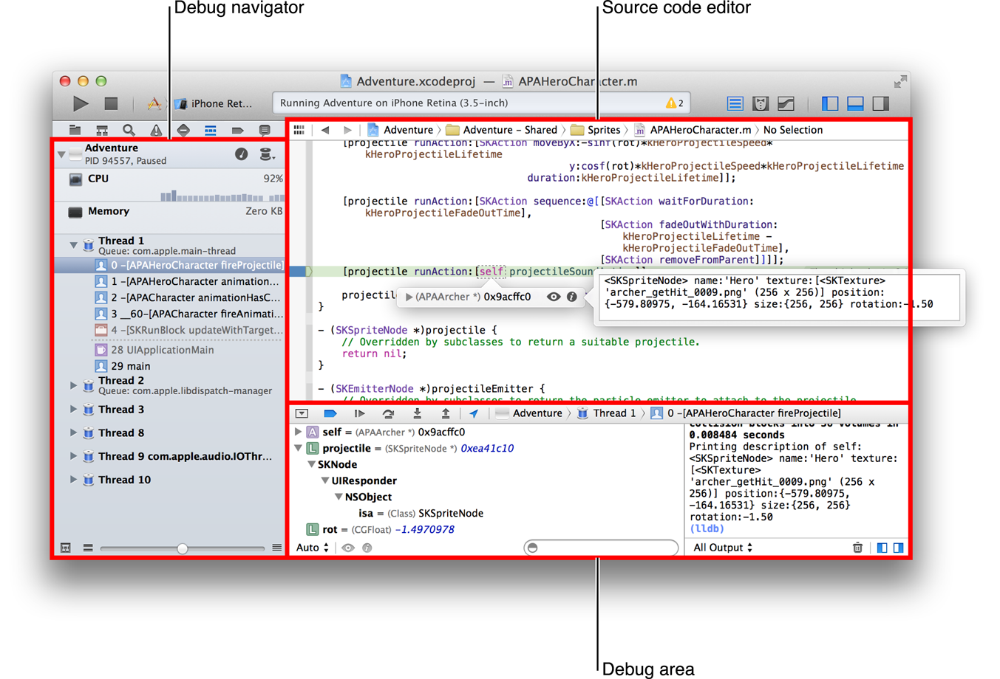 Debug navigator
Source code editor
Adventure.xcodeproj — APAHeroCharacter.m
iPhone Ret...
Running Adventure on iPhone Retina (3.5-inch)
2
Adventure
PID 94557, Paused
CPU
92%
Memory
Zero KB
Thread 1
Queue: com.apple.main-thread
0 -[APAHeroCharacter fireProjectile]
1 -[APAHeroCharacter animation...
2 -[APACharacter animationHasC...
3 __60-[APACharacter fireAnimati...
4 -[SKRunBlock updateWithTarget...
28 UIApplicationMain
29 main
Thread 2
Queue: com.apple.libdispatch-manager
Thread 3
Thread 8
Thread 9 com.apple.audio.IOThr...
Thread 10
Adventure 〉 Adventure – Shared 〉 Sprites 〉 APAHeroCharacter.m 〉 No Selection
[projectile runAction:[SKAction moveByX:-sinf(rot)*kHeroProjectileSpeed*
kHeroProjectileLifetime
y:cosf(rot)*kHeroProjectileSpeed*kHeroProjectileLifetime
duration:kHeroProjectileLifetime]];
[projectile runAction:[SKAction sequence:@[[SKAction waitForDuration:
kHeroProjectileFadeOutTime],
[SKAction fadeOutWithDuration:
kHeroProjectileLifetime -
kHeroProjectileFadeOutTime],
[SKAction removeFromParent]]]];
[projectile runAction:[self projectileSoun
projectil
(APAArcher *) 0x9acffc0
<SKSpriteNode> name:'Hero' texture:[<SKTexture>
'archer_getHit_0009.png' (256 x 256)] position:
{-579.80975, -164.16531} size:{256, 256} rotation:-1.50
}
- (SKSpriteNode *)projectile {
// Overridden by subclasses to return a suitable projectile.
return nil;
}
- (SKEmitterNode *)projectileEmitter {
// Overridden by subclasses to return the particle emitter to attach to the projectile
Adventure 〉 Thread 1 〉 0 -[APAHeroCharacter fireProjectile]
A self = (APAArcher *) 0x9acffc0
L projectile = (SKSpriteNode *) 0xea41c10
SKNode
UIResponder
NSObject
isa = (Class) SKSpriteNode
L rot = (CGFloat) -1.4970978
Auto
collision blocks into 30 volumes in
0.008484 seconds
Printing description of self:
<SKSpriteNode> name:'Hero' texture:
[<SKTexture>
'archer_getHit_0009.png' (256 x
256)] position:{-579.80975,
-164.16531} size:{256, 256}
rotation:-1.50
(lldb)
All Output
Debug area